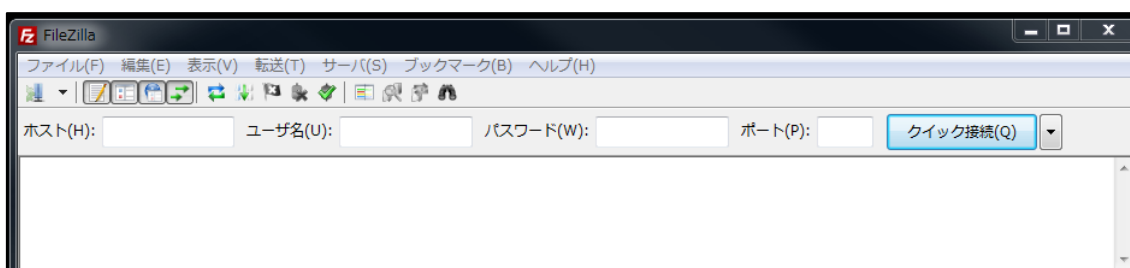 FileZilla
ファイル(F) 編集(E) 表示(V) 転送(T) サーバ(S) ブックマーク(B) ヘルプ(H)
ホスト(H): ユーザ名(U): パスワード(W): ポート(P): クイック接続(Q)